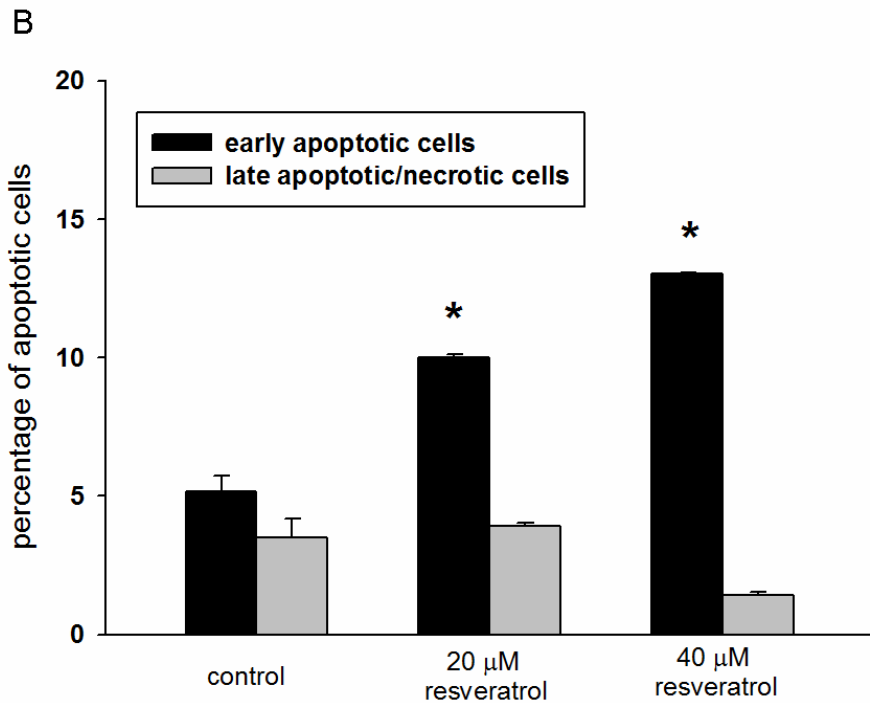 B
percentage of apoptotic cells
20
15
10
5
0
early apoptotic cells
late apoptotic/necrotic cells
*
*
control
20 μM
resveratrol
40 μM
resveratrol